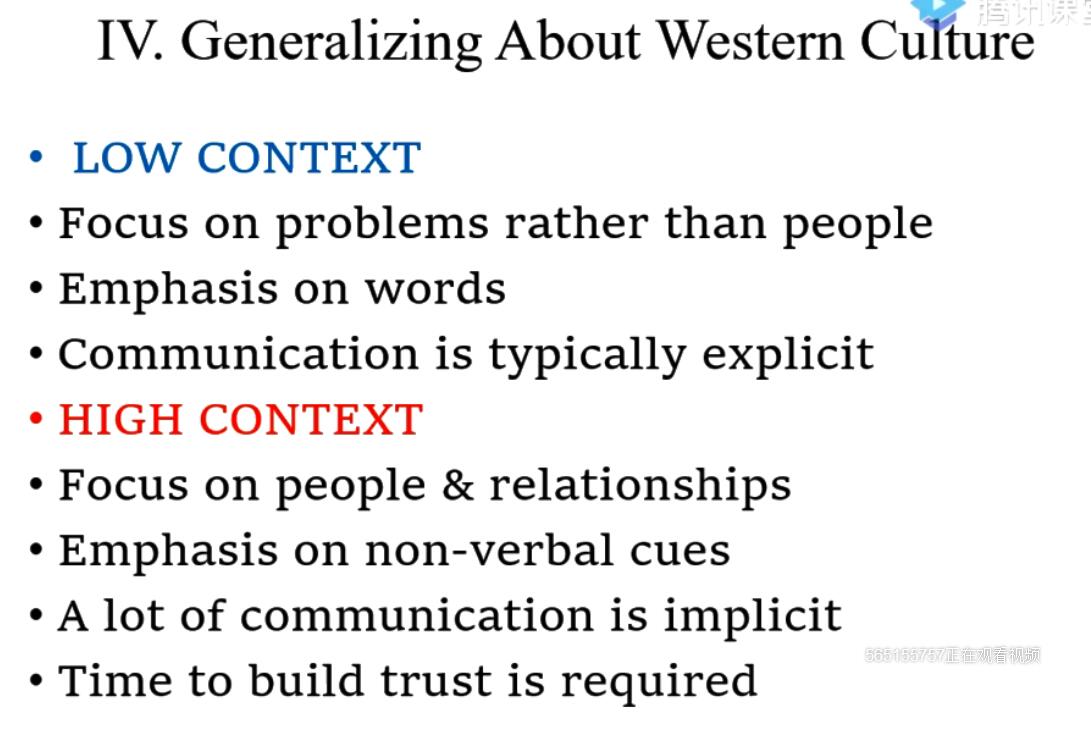 腾讯课堂
IV. Generalizing About Western Culture
• LOW CONTEXT
• Focus on problems rather than people
• Emphasis on words
• Communication is typically explicit
• HIGH CONTEXT
• Focus on people & relationships
• Emphasis on non-verbal cues
• A lot of communication is implicit
565155757正在观看视频
• Time to build trust is required